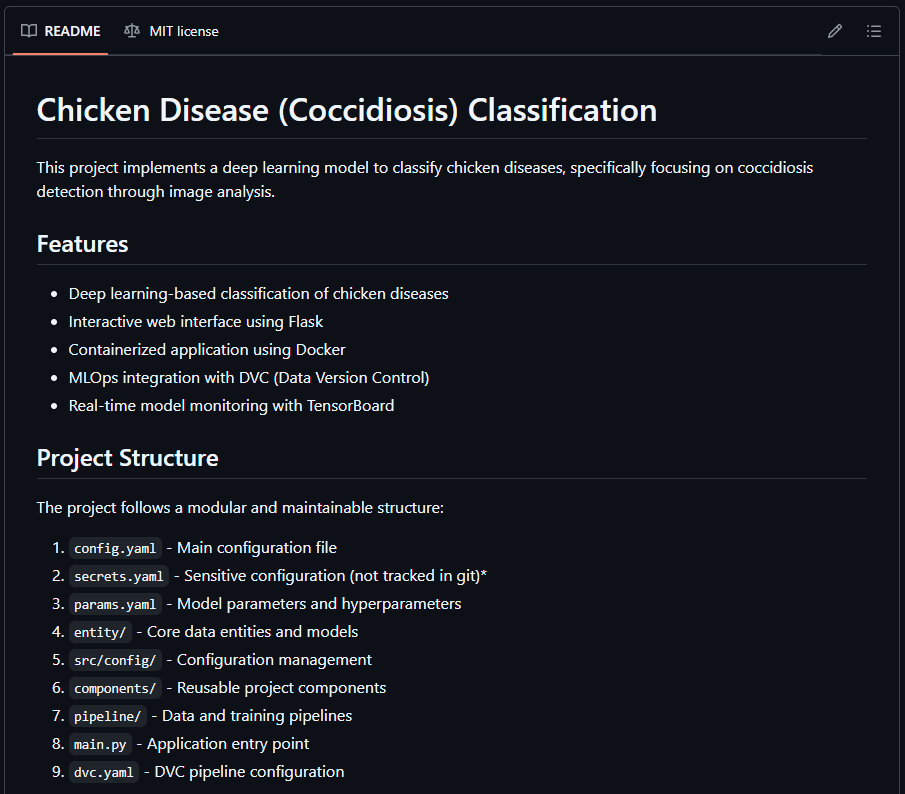 README MIT license
Chicken Disease (Coccidiosis) Classification
This project implements a deep learning model to classify chicken diseases, specifically focusing on coccidiosis
detection through image analysis.
Features
• Deep learning-based classification of chicken diseases
• Interactive web interface using Flask
• Containerized application using Docker
• MLOps integration with DVC (Data Version Control)
• Real-time model monitoring with TensorBoard
Project Structure
The project follows a modular and maintainable structure:
1. config.yaml - Main configuration file
2. secrets.yaml - Sensitive configuration (not tracked in git)*
3. params.yaml - Model parameters and hyperparameters
4. entity/ - Core data entities and models
5. src/config/ - Configuration management
6. components/ - Reusable project components
7. pipeline/ - Data and training pipelines
8. main.py - Application entry point
9. dvc.yaml - DVC pipeline configuration